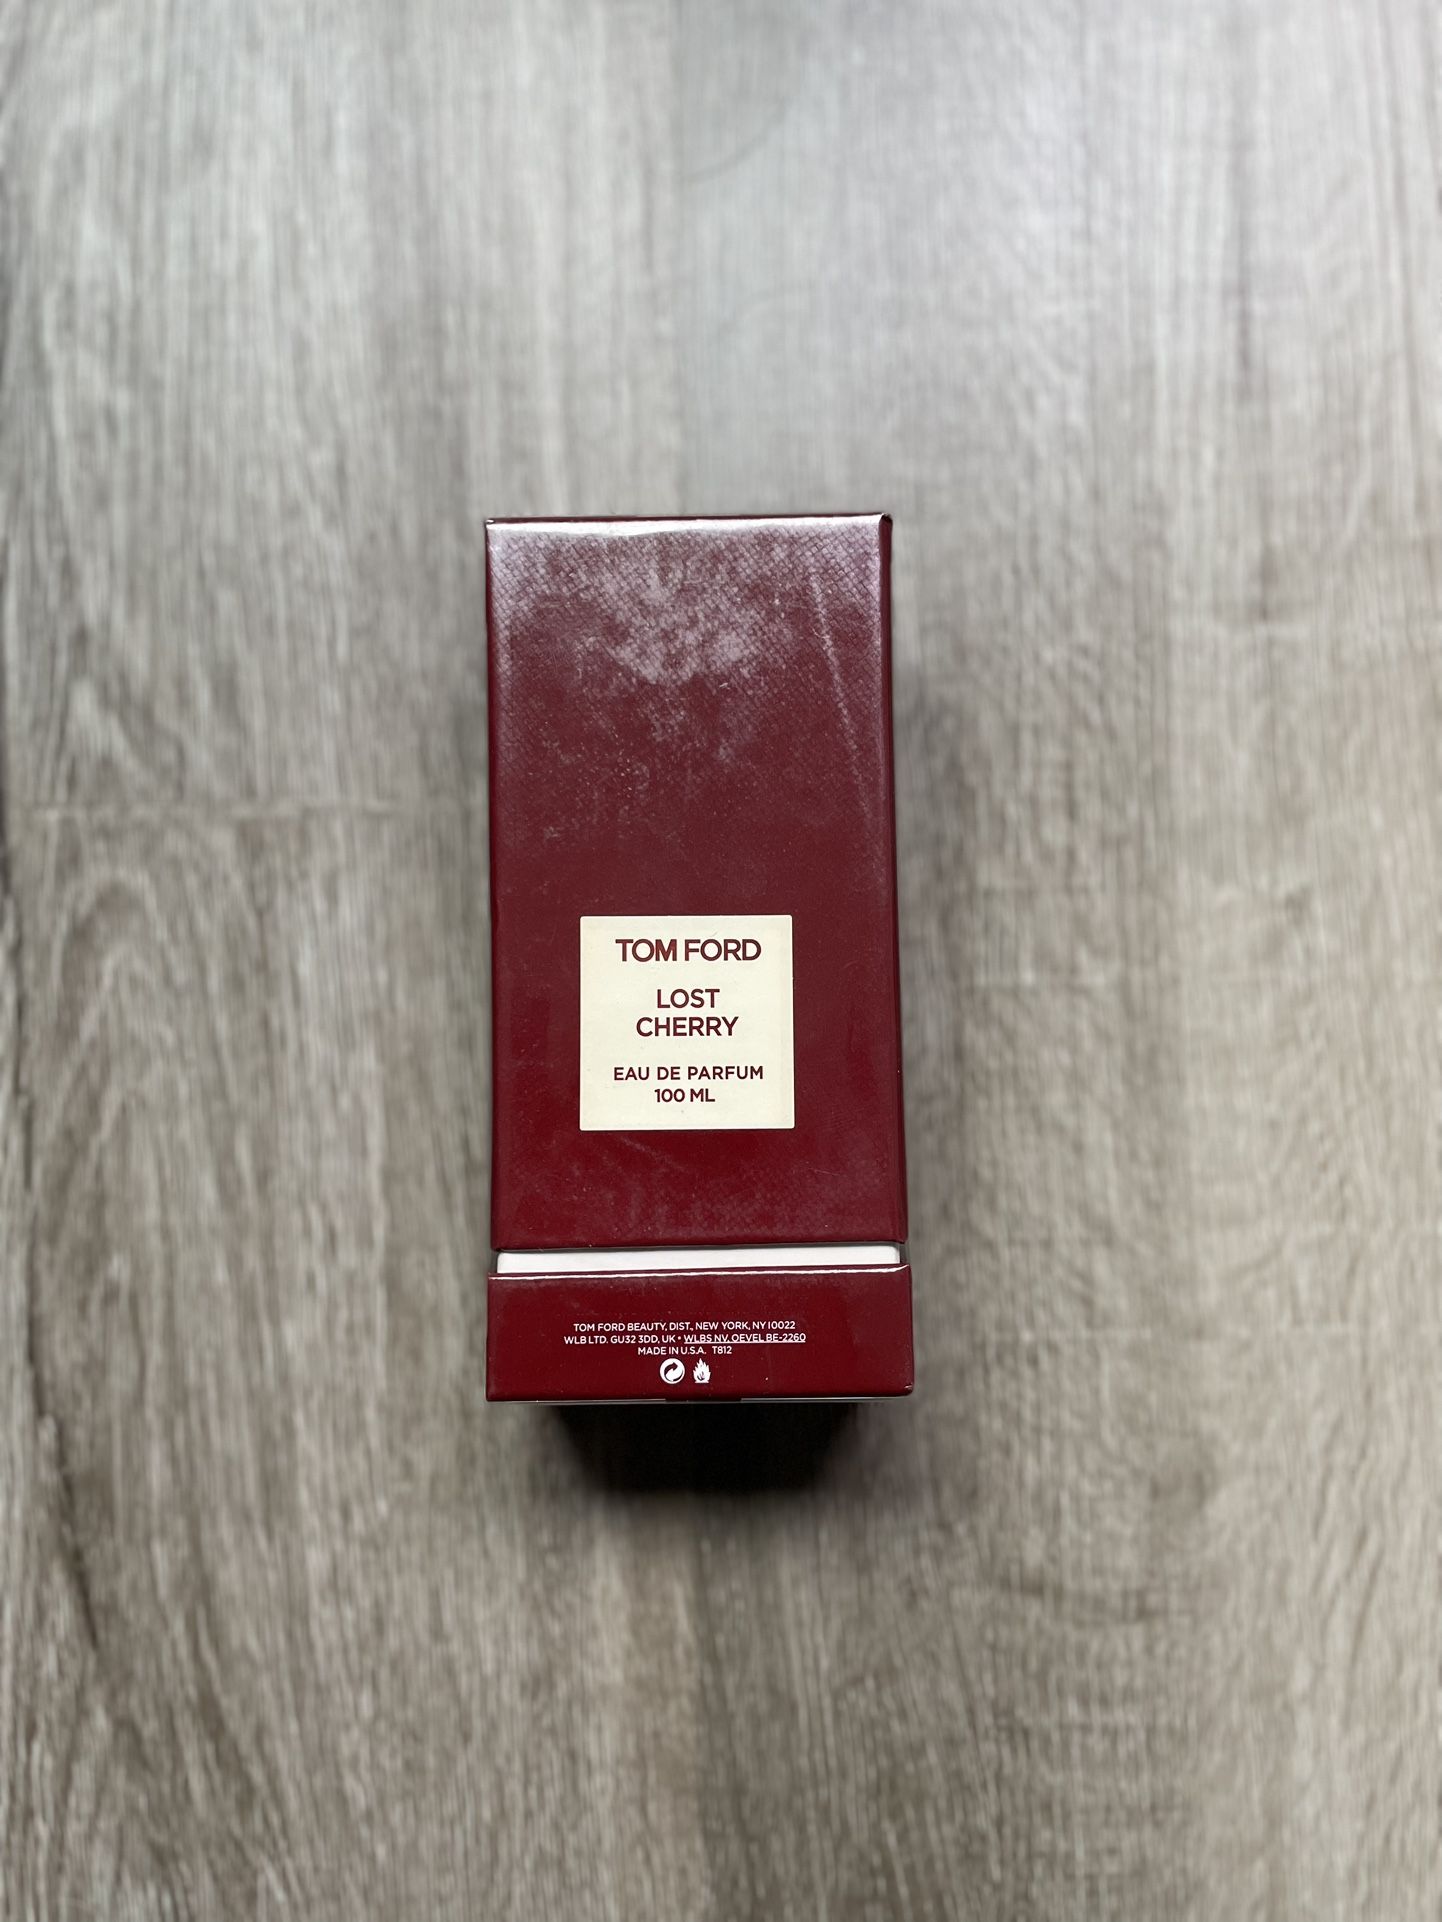 TOM FORD
LOST
CHERRY
EAU DE PARFUM
100 ML
TOM FORD BEAUTY, DIST., NEW YORK, NY 10022
WLB LTD. GU32 3DD, UK • WLBS NV, OEVEL BE-2260
MADE IN U.S.A. T812